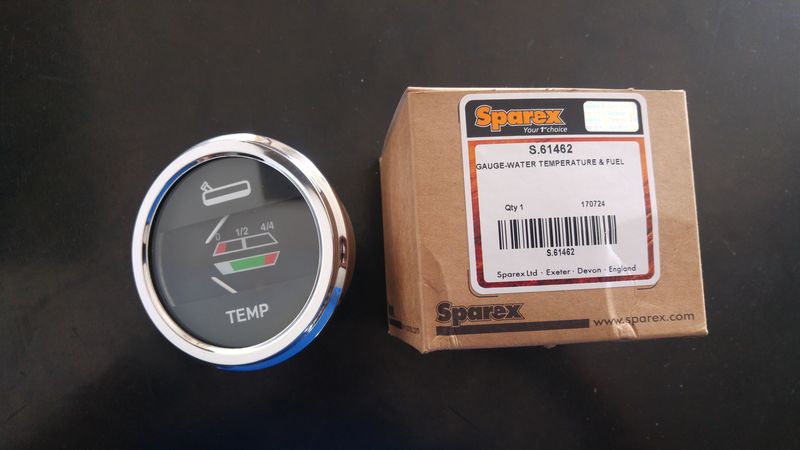 0 1/2 4/4
TEMP
Sparex
Your 1st choice
S.61462
GAUGE-WATER TEMPERATURE & FUEL
Qty 1 170724
S.61462
Sparex Ltd · Exeter · Devon · England
Sparex
www.sparex.com